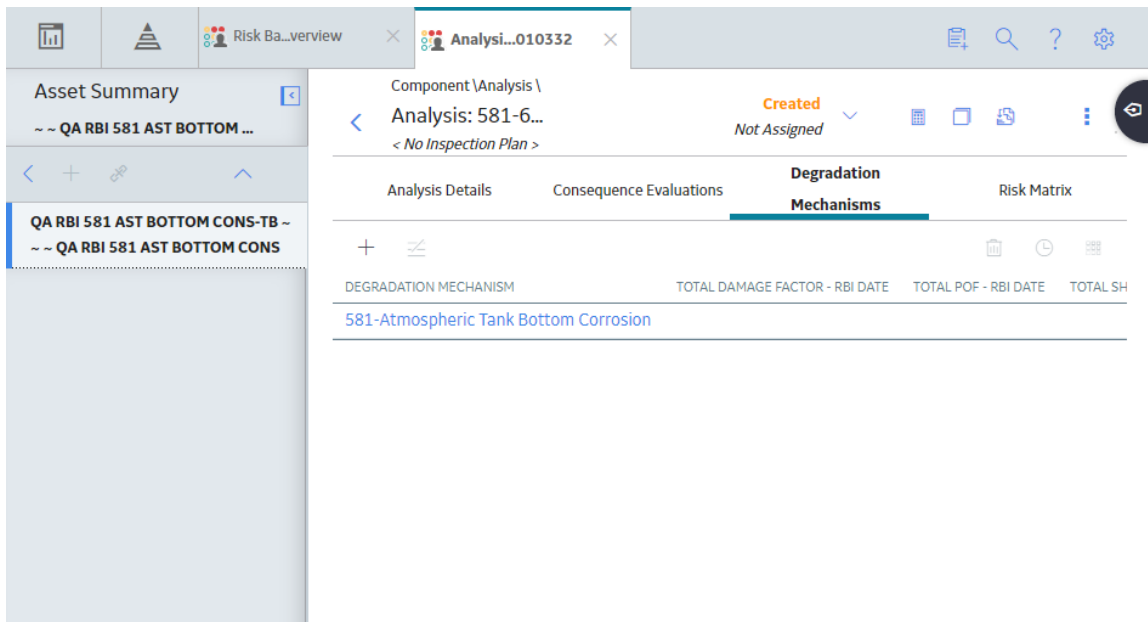 Risk Ba...verview
Analysi...010332
?
Asset Summary
~ ~ QA RBI 581 AST BOTTOM ...
QA RBI 581 AST BOTTOM CONS-TB ~
~ ~ QA RBI 581 AST BOTTOM CONS
Component \ Analysis \
Analysis: 581-6...
< No Inspection Plan >
Created
Not Assigned
Analysis Details
Consequence Evaluations
Degradation
Mechanisms
Risk Matrix
DEGRADATION MECHANISM
TOTAL DAMAGE FACTOR - RBI DATE
TOTAL POF - RBI DATE
TOTAL SH
581-Atmospheric Tank Bottom Corrosion